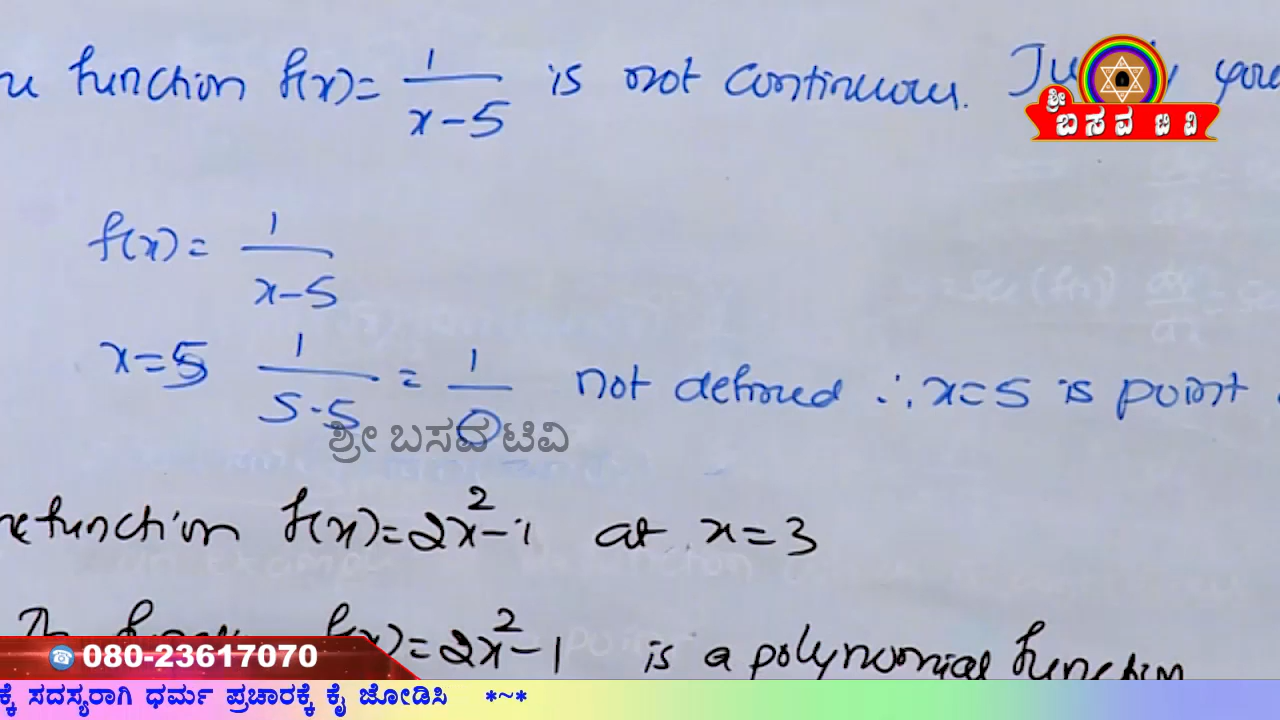 function f(x) = 1/(x-5) is not continuous.
ಶ್ರೀ
ಬಸವ ಟಿವಿ
f(x) = 1/(x-5)
x=5 1/(5-5) = 1/0 not defined ∴ x=5 is point
ಶ್ರೀ ಬಸವ ಟಿವಿ
function f(x)=2x²-1 at x=3
f(x)=2x²-1 is a polynomial function
080-23617070
ಕ್ಕೆ ಸದಸ್ಯರಾಗಿ ಧರ್ಮ ಪ್ರಚಾರಕ್ಕೆ ಕೈ ಜೋಡಿಸಿ *~*